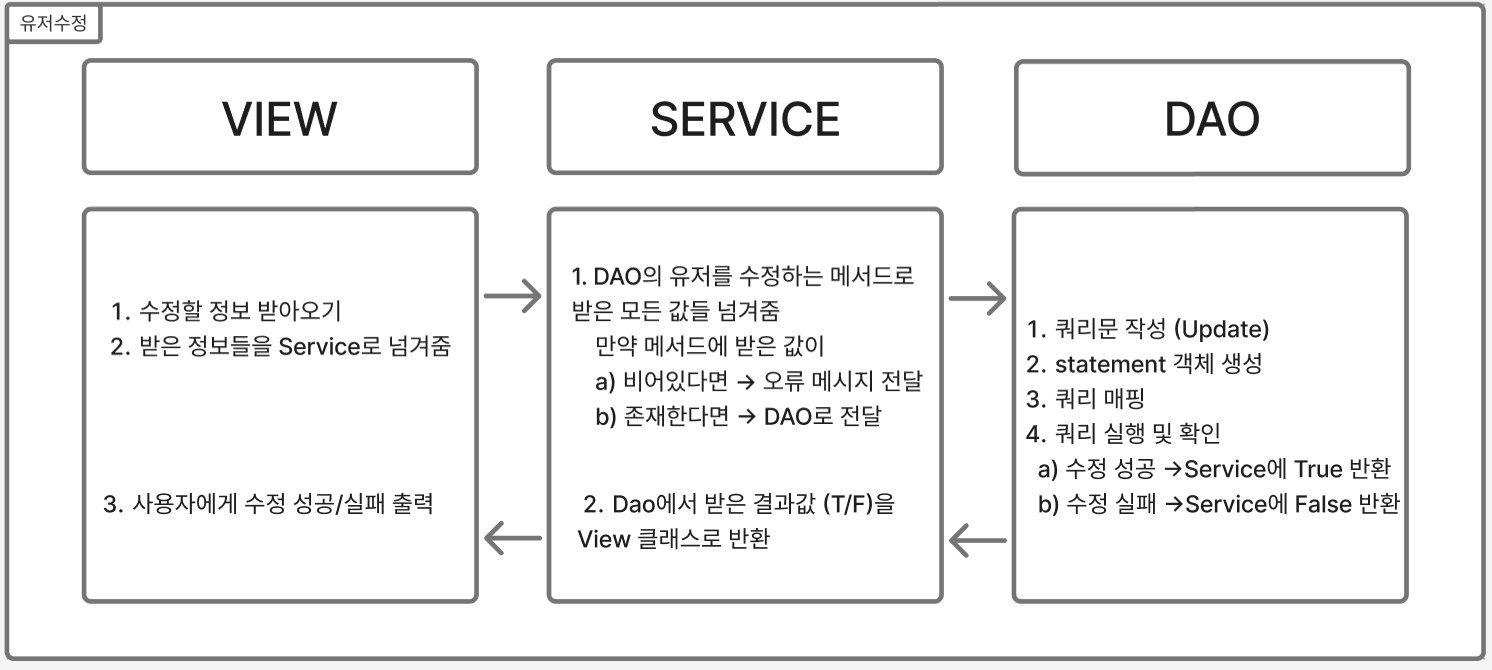 유저수정
VIEW
SERVICE
DAO
1. 수정할 정보 받아오기
2. 받은 정보들을 Service로 넘겨줌
3. 사용자에게 수정 성공/실패 출력
1. DAO의 유저를 수정하는 메서드로
받은 모든 값들 넘겨줌
만약 메서드에 받은 값이
a) 비어있다면 → 오류 메시지 전달
b) 존재한다면 → DAO로 전달
2. Dao에서 받은 결과값 (T/F)을
View 클래스로 반환
1. 쿼리문 작성 (Update)
2. statement 객체 생성
3. 쿼리 매핑
4. 쿼리 실행 및 확인
a) 수정 성공 →Service에 True 반환
b) 수정 실패 →Service에 False 반환